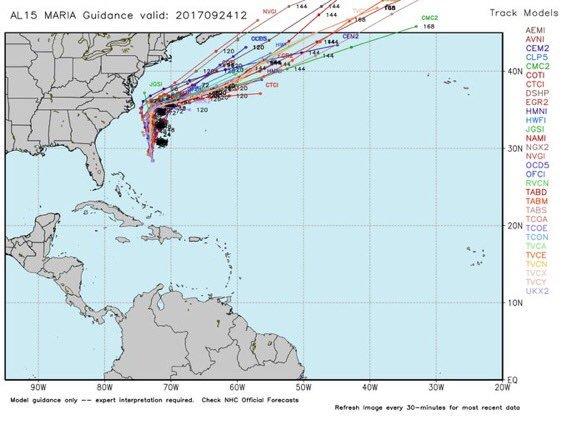 AL15 MARIA Guidance valid: 2017092412
Track Models
AEMI
AVNI
CEM2
CLP5
CMC2
COTI
CTCI
DSHP
EGR2
HMNI
HWFI
JGSI
NAMI
NGX2
NVGI
OCD5
OFCI
RVCN
TABD
TABM
TABS
TCOA
TCOE
TCON
TVCA
TVCE
TVCN
TVCX
TVCY
UKX2
NVGI
144
144
144
168
168
CMC2
168
120
OCD5
CEM2
144
144
40N
120
JGSI
72
CTCI
120
30N
20N
10N
EQ
90W
80W
70W
60W
50W
40W
30W
20W
Model guidance only -- expert interpretation required. Check NHC Official Forecasts
Refresh image every 30-minutes for most recent data